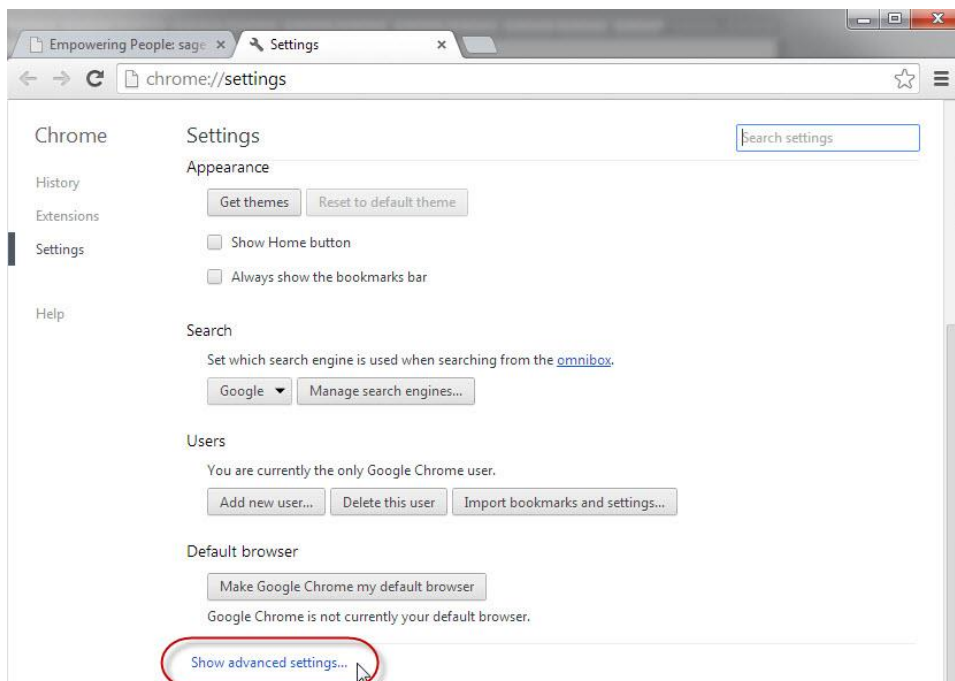 Empowering People: sage
Settings
chrome://settings
Chrome
Settings
Search settings
History
Extensions
Settings
Help
Appearance
Get themes
Reset to default theme
Show Home button
Always show the bookmarks bar
Search
Set which search engine is used when searching from the omnibox.
Google
Manage search engines...
Users
You are currently the only Google Chrome user.
Add new user...
Delete this user
Import bookmarks and settings...
Default browser
Make Google Chrome my default browser
Google Chrome is not currently your default browser.
Show advanced settings...